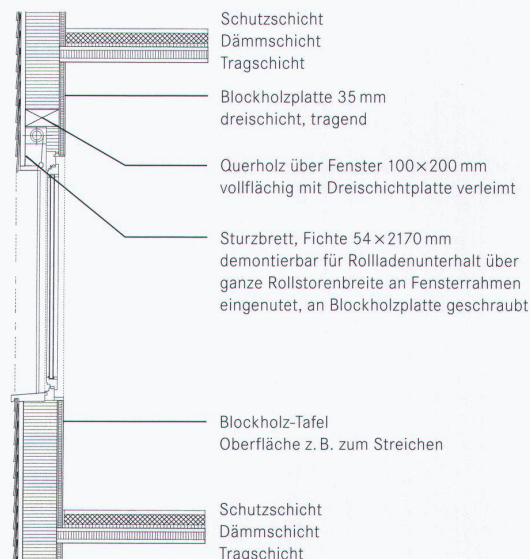 Schutzschicht
Dämmschicht
Tragschicht
Blockholzplatte 35 mm
dreischicht, tragend
Querholz über Fenster 100×200 mm
vollflächig mit Dreischichtplatte verleimt
Sturzbrett, Fichte 54×2170 mm
demontierbar für Rollladenunterhalt über
ganze Rollstorenbreite an Fensterrahmen
eingenutet, an Blockholzplatte geschraubt
Blockholz-Tafel
Oberfläche z. B. zum Streichen
Schutzschicht
Dämmschicht
Tragschicht